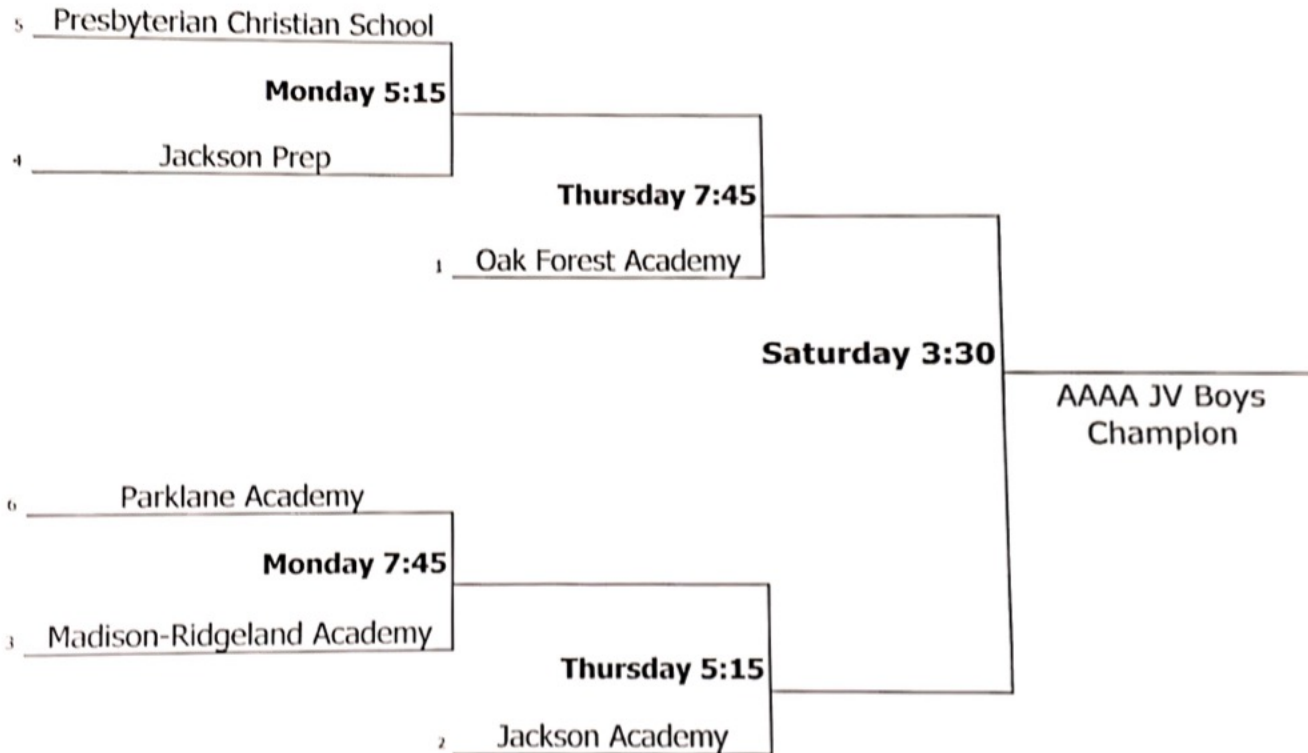 5 Presbyterian Christian School
Monday 5:15
4 Jackson Prep
Thursday 7:45
1 Oak Forest Academy
Saturday 3:30
AAAA JV Boys
Champion
6 Parklane Academy
Monday 7:45
3 Madison-Ridgeland Academy
Thursday 5:15
2 Jackson Academy